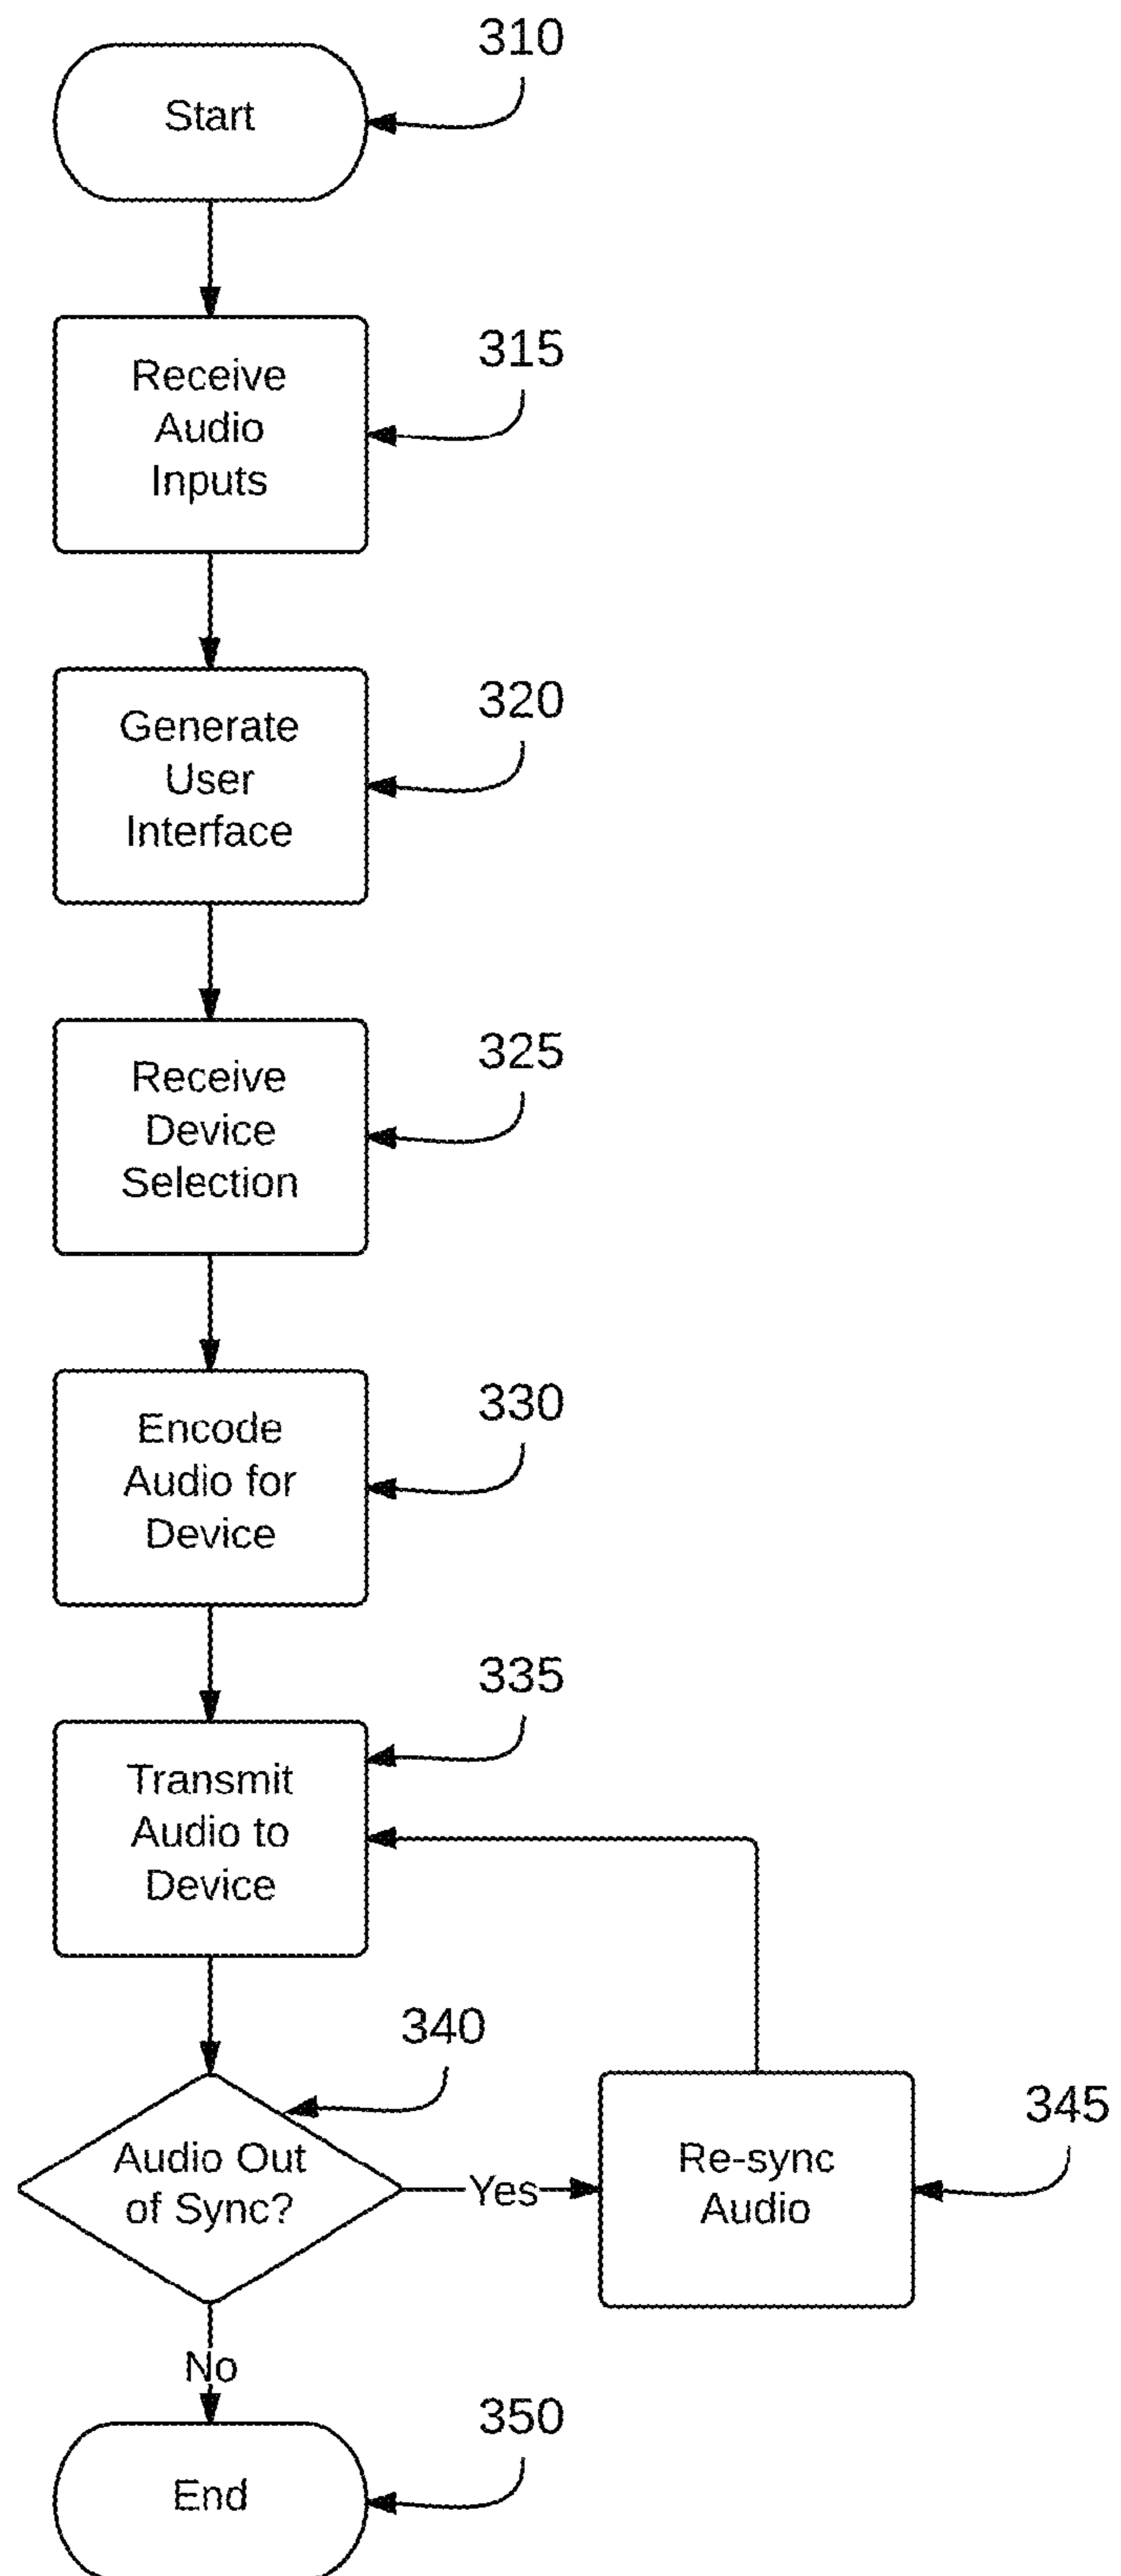 310
Start
315
Receive
Audio
Inputs
320
Generate
User
Interface
325
Receive
Device
Selection
330
Encode
Audio for
Device
335
Transmit
Audio to
Device
340
Audio Out
of Sync?
Yes
345
Re-sync
Audio
No
350
End